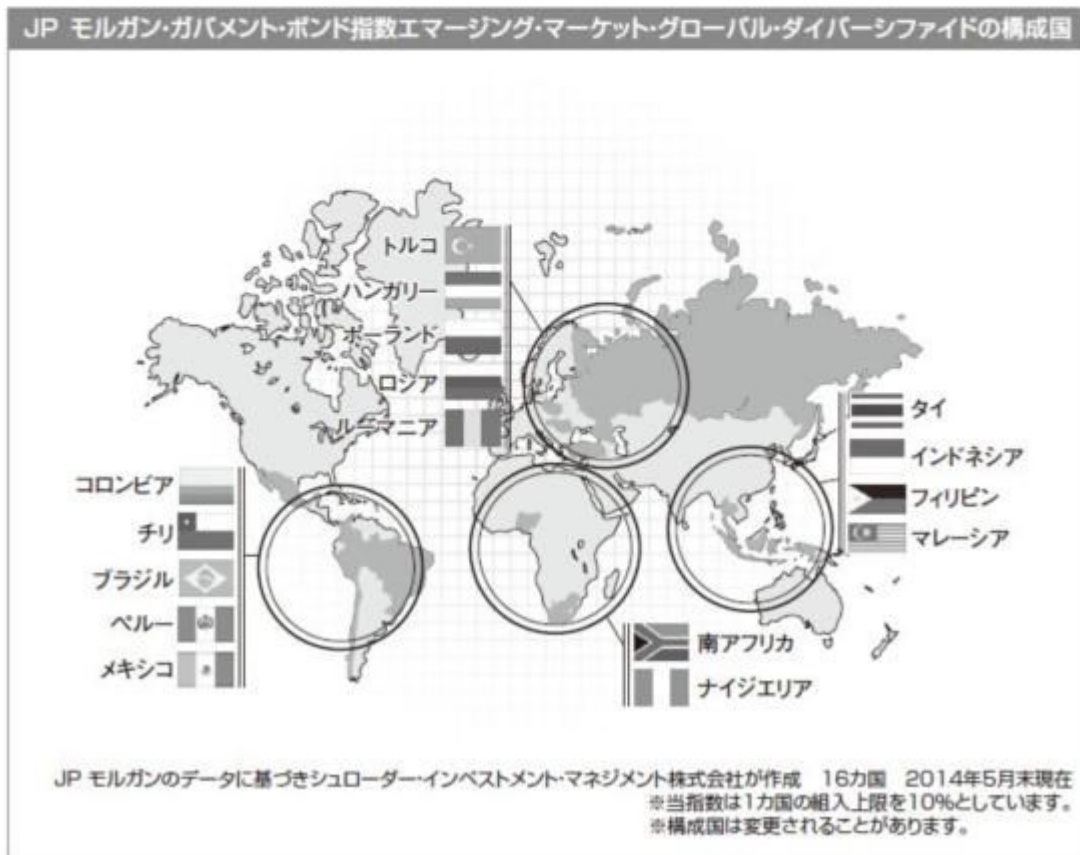 JP モルガン・ガバメント・ボンド指数エマージング・マーケット・グローバル・ダイバーシファイドの構成国
トルコ
ハンガリー
ポーランド
ロシア
ルーマニア
タイ
インドネシア
フィリピン
マレーシア
コロンビア
チリ
ブラジル
ペルー
メキシコ
南アフリカ
ナイジェリア
JP モルガンのデータに基づきシュローダー・インベストメント・マネジメント株式会社が作成 16カ国 2014年5月末現在
※当指数は1カ国の組入上限を10%としています。
※構成国は変更されることがあります。